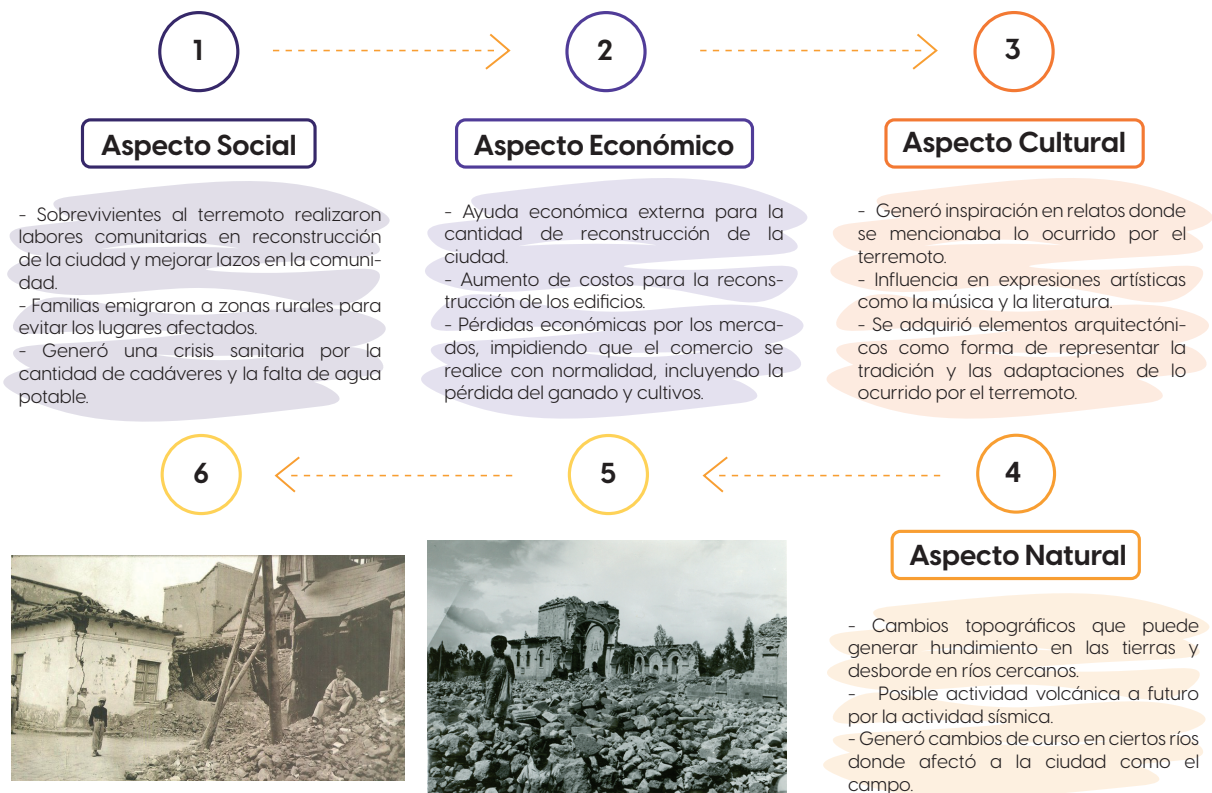 1
2
3
Aspecto Social
- Sobrevivientes al terremoto realizaron
labores comunitarias en reconstrucción
de la ciudad y mejorar lazos en la comuni-
dad.
- Familias emigraron a zonas rurales para
evitar los lugares afectados.
- Generó una crisis sanitaria por la
cantidad de cadáveres y la falta de agua
potable.
Aspecto Económico
- Ayuda económica externa para la
cantidad de reconstrucción de la
ciudad.
- Aumento de costos para la recons-
trucción de los edificios.
- Pérdidas económicas por los merca-
dos, impidiendo que el comercio se
realice con normalidad, incluyendo la
pérdida del ganado y cultivos.
Aspecto Cultural
- Generó inspiración en relatos donde
se mencionaba lo ocurrido por el
terremoto.
- Influencia en expresiones artísticas
como la música y la literatura.
- Se adquirió elementos arquitectóni-
cos como forma de representar la
tradición y las adaptaciones de lo
ocurrido por el terremoto.
4
Aspecto Natural
- Cambios topográficos que puede
generar hundimiento en las tierras y
desborde en ríos cercanos.
- Posible actividad volcánica a futuro
por la actividad sísmica.
- Generó cambios de curso en ciertos ríos
donde afectó a la ciudad como el
campo.
5
6